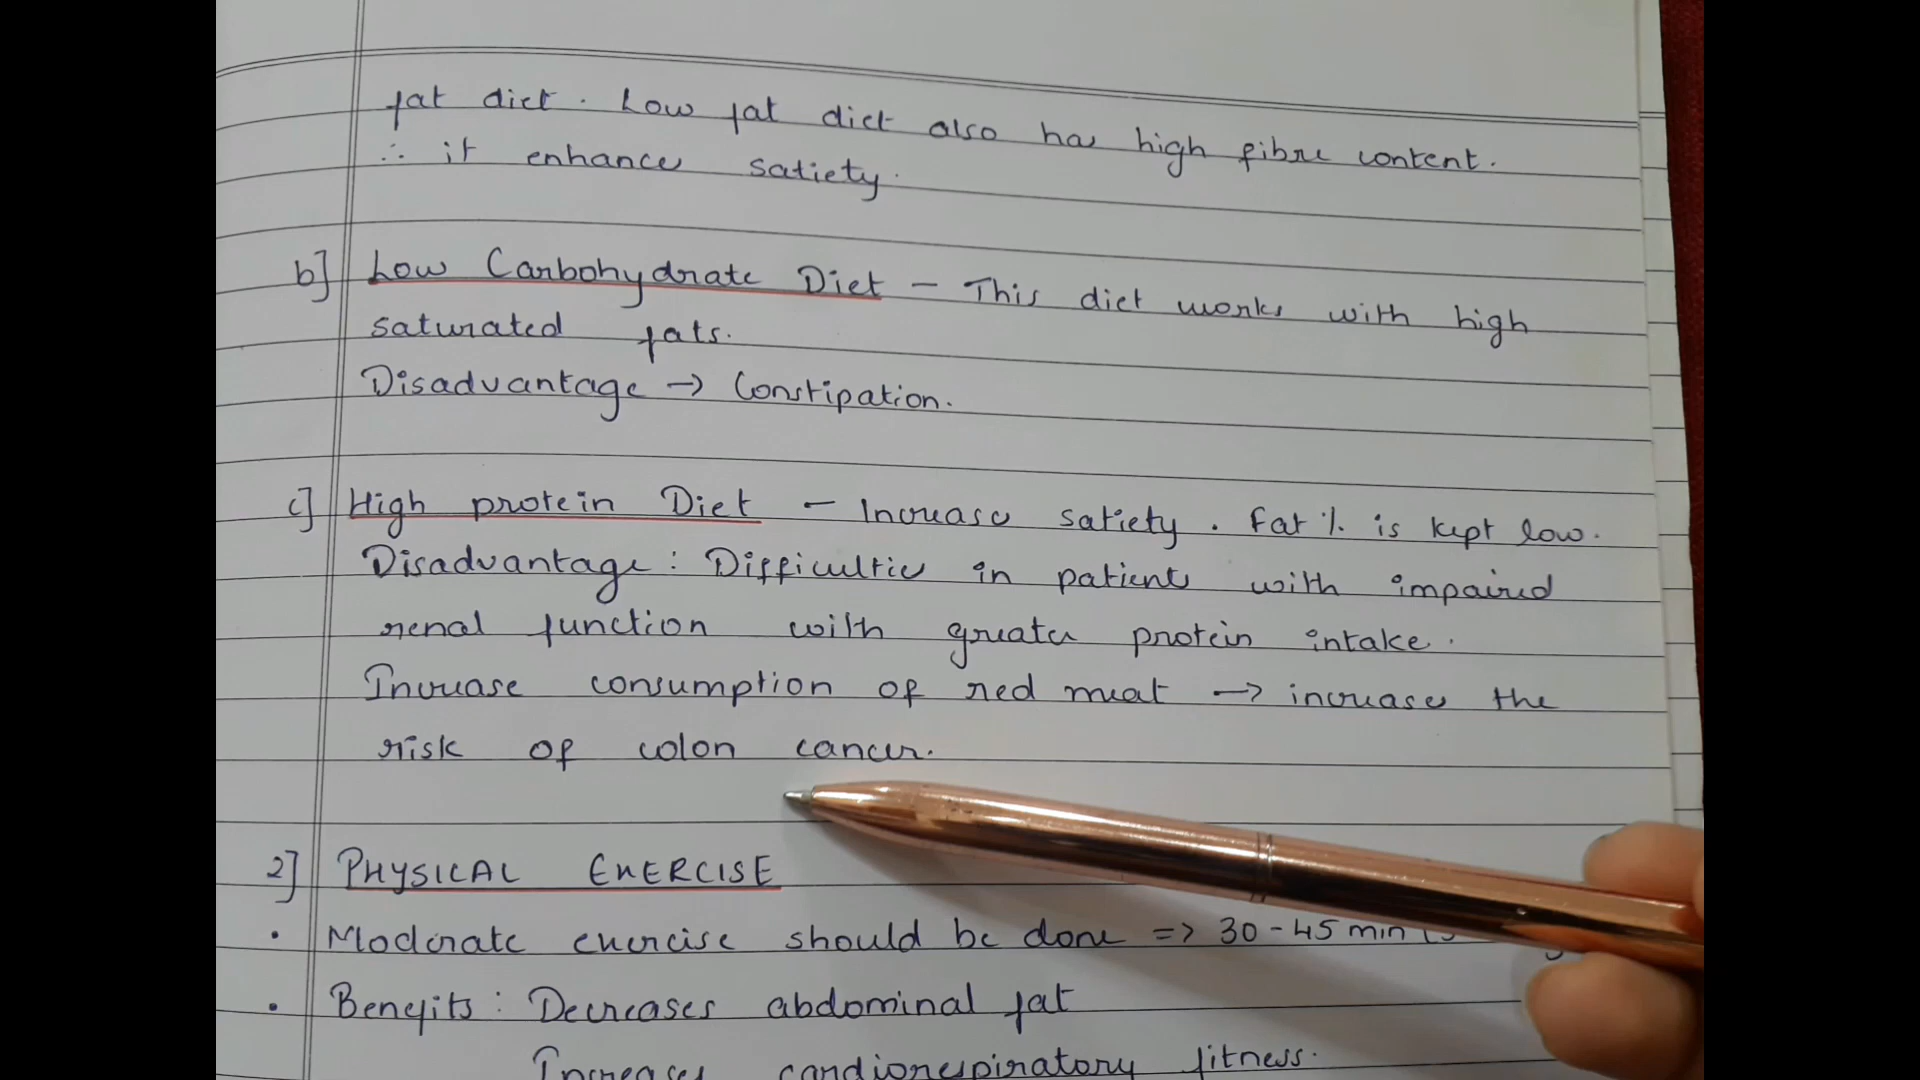 fat diet. Low fat diet also has high fibre content.
∴ it enhances satiety.
b] Low Carbohydrate Diet – This diet works with high
saturated fats.
Disadvantage → Constipation.
c] High protein Diet – Increase satiety. Fat % is kept low.
Disadvantage: Difficulties in patients with impaired
renal function with greater protein intake.
Increase consumption of red meat → increases the
risk of colon cancer.
2] PHYSICAL EXERCISE
• Moderate exercise should be done => 30-45 min (5
• Benefits: Decreases abdominal fat
Increases cardiorespiratory fitness.